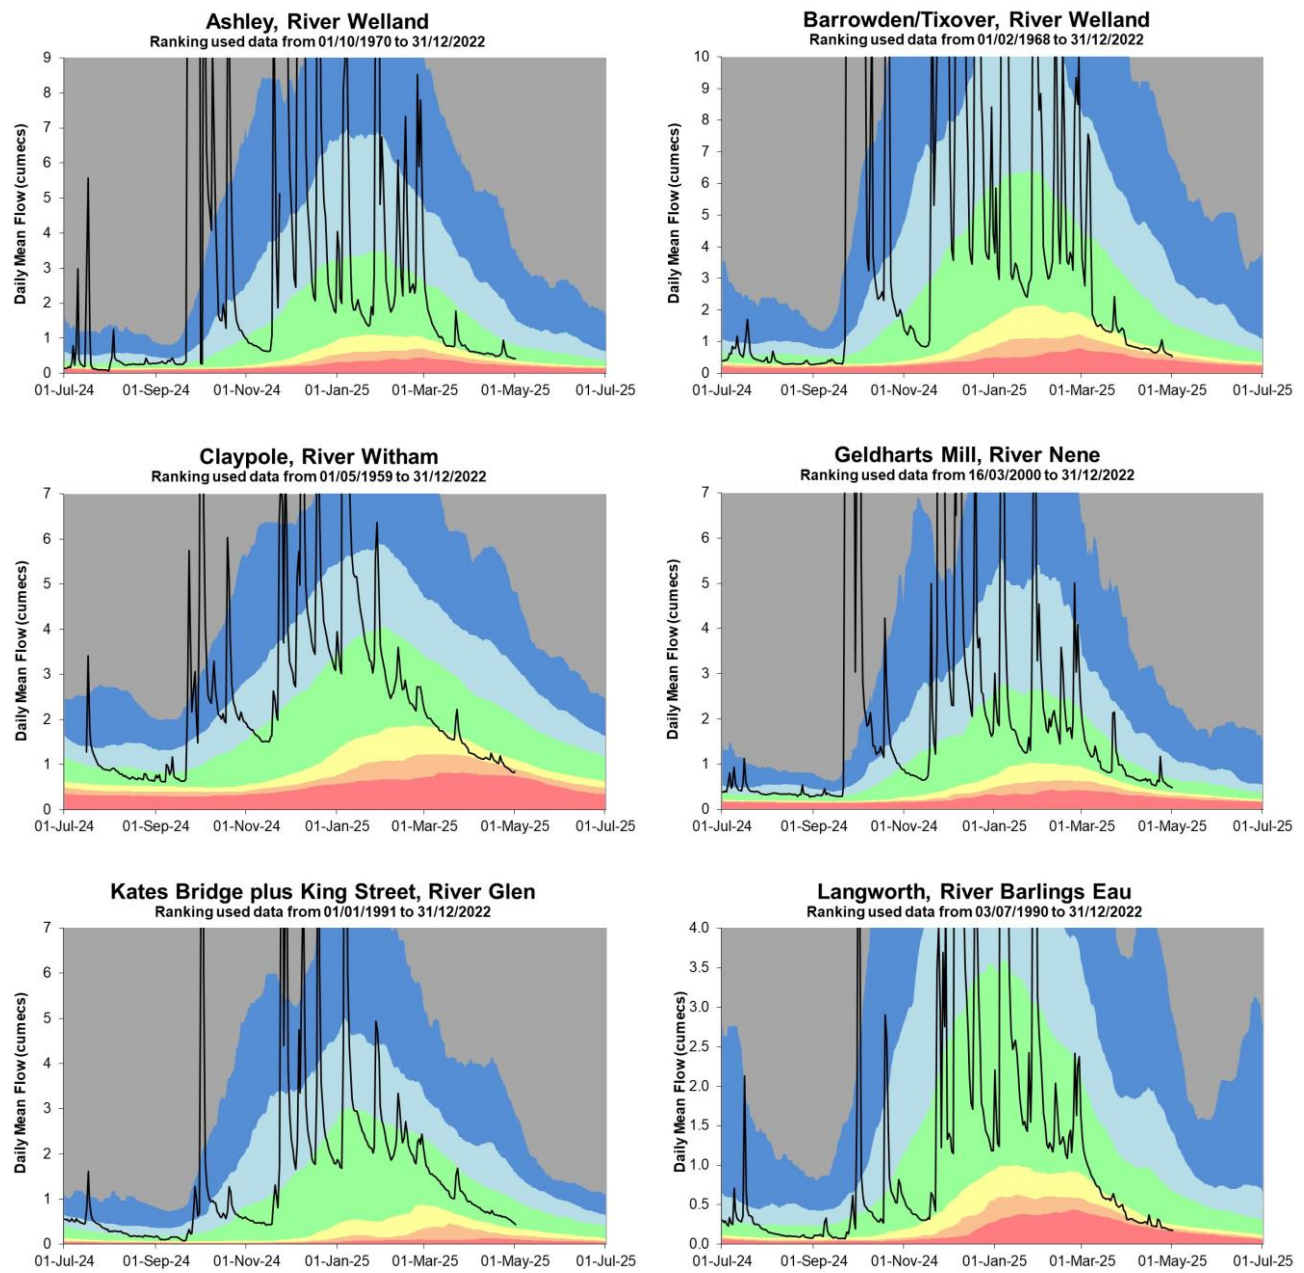 Ashley, River Welland
Ranking used data from 01/10/1970 to 31/12/2022
Daily Mean Flow (cumecs)
9
8
7
6
5
4
3
2
1
0
01-Jul-24 01-Sep-24 01-Nov-24 01-Jan-25 01-Mar-25 01-May-25 01-Jul-25
Barrowden/Tixover, River Welland
Ranking used data from 01/02/1968 to 31/12/2022
Daily Mean Flow (cumecs)
10
9
8
7
6
5
4
3
2
1
0
01-Jul-24 01-Sep-24 01-Nov-24 01-Jan-25 01-Mar-25 01-May-25 01-Jul-25
Claypole, River Witham
Ranking used data from 01/05/1959 to 31/12/2022
Daily Mean Flow (cumecs)
7
6
5
4
3
2
1
0
01-Jul-24 01-Sep-24 01-Nov-24 01-Jan-25 01-Mar-25 01-May-25 01-Jul-25
Geldharts Mill, River Nene
Ranking used data from 16/03/2000 to 31/12/2022
Daily Mean Flow (cumecs)
7
6
5
4
3
2
1
0
01-Jul-24 01-Sep-24 01-Nov-24 01-Jan-25 01-Mar-25 01-May-25 01-Jul-25
Kates Bridge plus King Street, River Glen
Ranking used data from 01/01/1991 to 31/12/2022
Daily Mean Flow (cumecs)
7
6
5
4
3
2
1
0
01-Jul-24 01-Sep-24 01-Nov-24 01-Jan-25 01-Mar-25 01-May-25 01-Jul-25
Langworth, River Barlings Eau
Ranking used data from 03/07/1990 to 31/12/2022
Daily Mean Flow (cumecs)
4.0
3.5
3.0
2.5
2.0
1.5
1.0
0.5
0.0
01-Jul-24 01-Sep-24 01-Nov-24 01-Jan-25 01-Mar-25 01-May-25 01-Jul-25